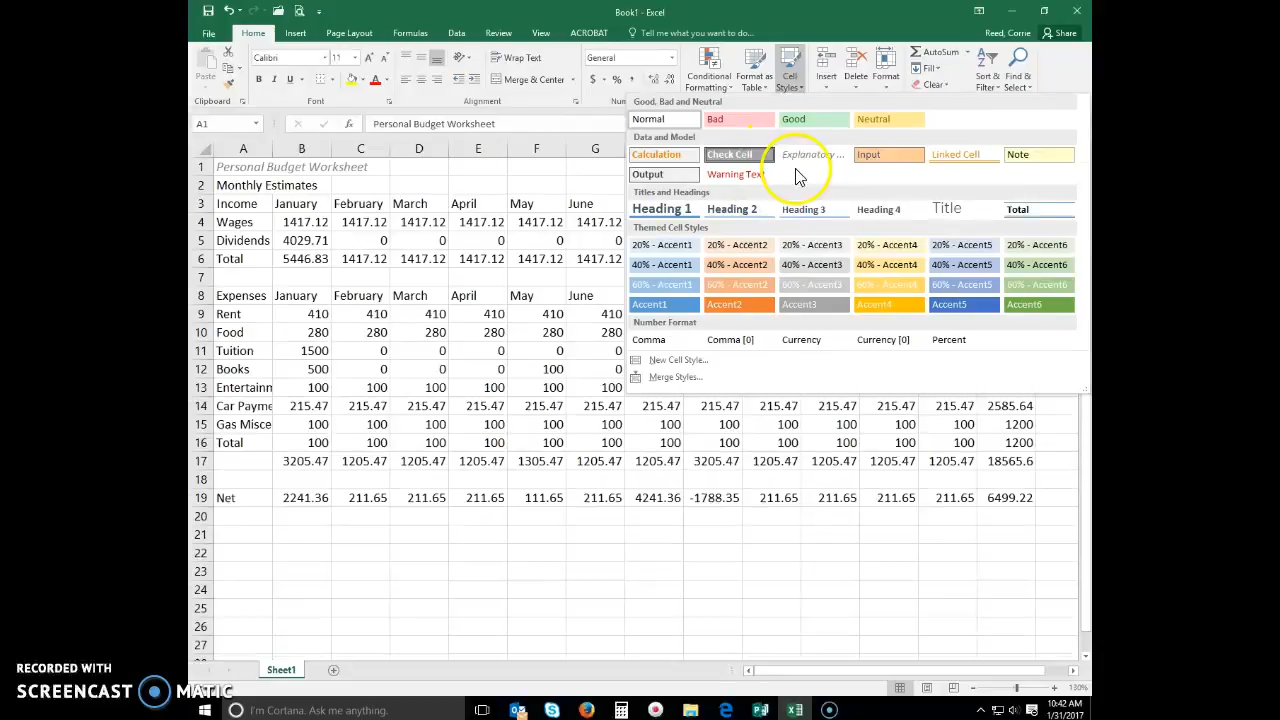 Book1 - Excel
File Home Insert Page Layout Formulas Data Review View ACROBAT Tell me what you want to do... Reed, Corrie Share
Paste Calibri 11 Wrap Text General Conditional Formatting Format as Table Cell Styles Insert Delete Format AutoSum Fill Clear Sort & Filter Find & Select
B I U Merge & Center $ % ,
Clipboard Font Alignment
A1 fx Personal Budget Worksheet
Good, Bad and Neutral
Normal Bad Good Neutral
Data and Model
Calculation Check Cell Explanatory ... Input Linked Cell Note
Output Warning Text
Titles and Headings
Heading 1 Heading 2 Heading 3 Heading 4 Title Total
Themed Cell Styles
20% - Accent1 20% - Accent2 20% - Accent3 20% - Accent4 20% - Accent5 20% - Accent6
40% - Accent1 40% - Accent2 40% - Accent3 40% - Accent4 40% - Accent5 40% - Accent6
60% - Accent1 60% - Accent2 60% - Accent3 60% - Accent4 60% - Accent5 60% - Accent6
Accent1 Accent2 Accent3 Accent4 Accent5 Accent6
Number Format
Comma Comma [0] Currency Currency [0] Percent
New Cell Style...
Merge Styles...
A B C D E F G
1 Personal Budget Worksheet
2 Monthly Estimates
3 Income January February March April May June
4 Wages 1417.12 1417.12 1417.12 1417.12 1417.12 1417.12
5 Dividends 4029.71 0 0 0 0 0
6 Total 5446.83 1417.12 1417.12 1417.12 1417.12 1417.12
7
8 Expenses January February March April May June
9 Rent 410 410 410 410 410 410
10 Food 280 280 280 280 280 280
11 Tuition 1500 0 0 0 0 0
12 Books 500 0 0 0 100 0
13 Entertainn 100 100 100 100 100 100
14 Car Payme 215.47 215.47 215.47 215.47 215.47 215.47 215.47 215.47 215.47 215.47 215.47 215.47 2585.64
15 Gas Misce 100 100 100 100 100 100 100 100 100 100 100 100 1200
16 Total 100 100 100 100 100 100 100 100 100 100 100 100 1200
17 3205.47 1205.47 1205.47 1205.47 1305.47 1205.47 1205.47 3205.47 1205.47 1205.47 1205.47 1205.47 18565.6
18
19 Net 2241.36 211.65 211.65 211.65 111.65 211.65 4241.36 -1788.35 211.65 211.65 211.65 211.65 6499.22
20
21
22
23
24
25
26
27
Sheet1
130%
RECORDED WITH
SCREENCAST MATIC
I'm Cortana. Ask me anything.
10:42 AM
1/31/2017